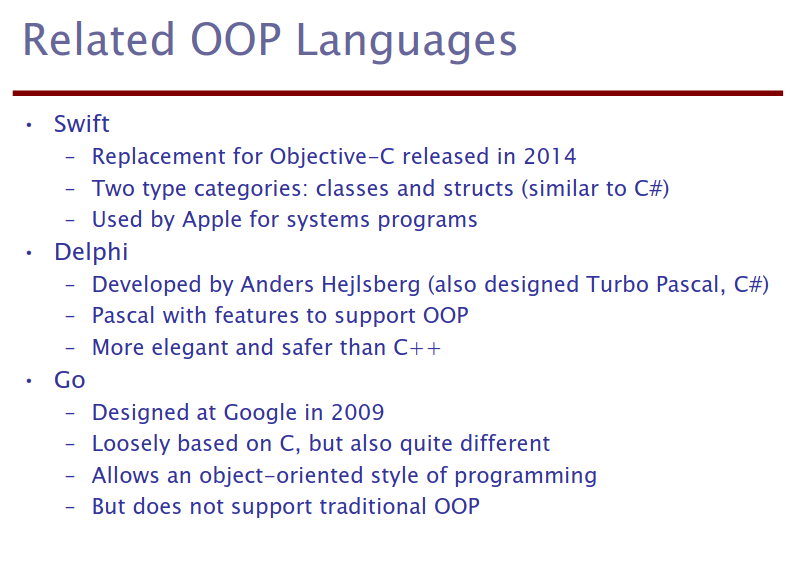 Related OOP Languages
• Swift
– Replacement for Objective-C released in 2014
– Two type categories: classes and structs (similar to C#)
– Used by Apple for systems programs
• Delphi
– Developed by Anders Hejlsberg (also designed Turbo Pascal, C#)
– Pascal with features to support OOP
– More elegant and safer than C++
• Go
– Designed at Google in 2009
– Loosely based on C, but also quite different
– Allows an object-oriented style of programming
– But does not support traditional OOP